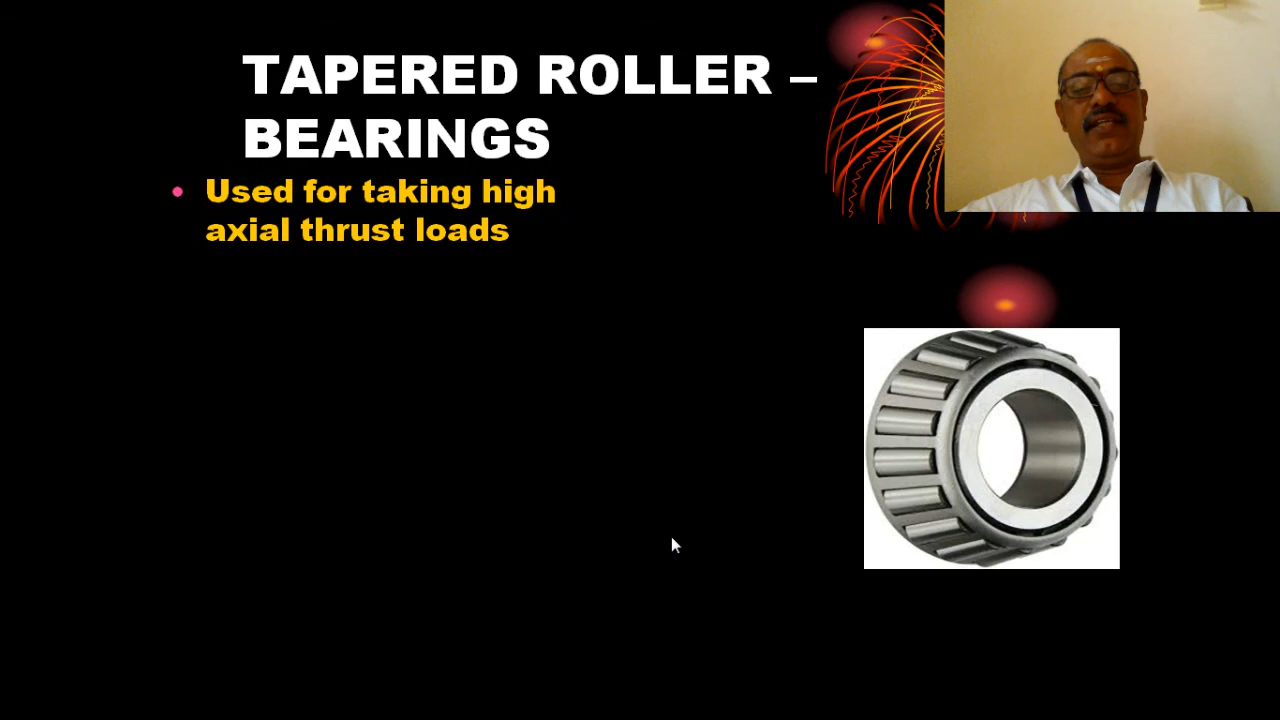 TAPERED ROLLER –
BEARINGS
• Used for taking high
axial thrust loads